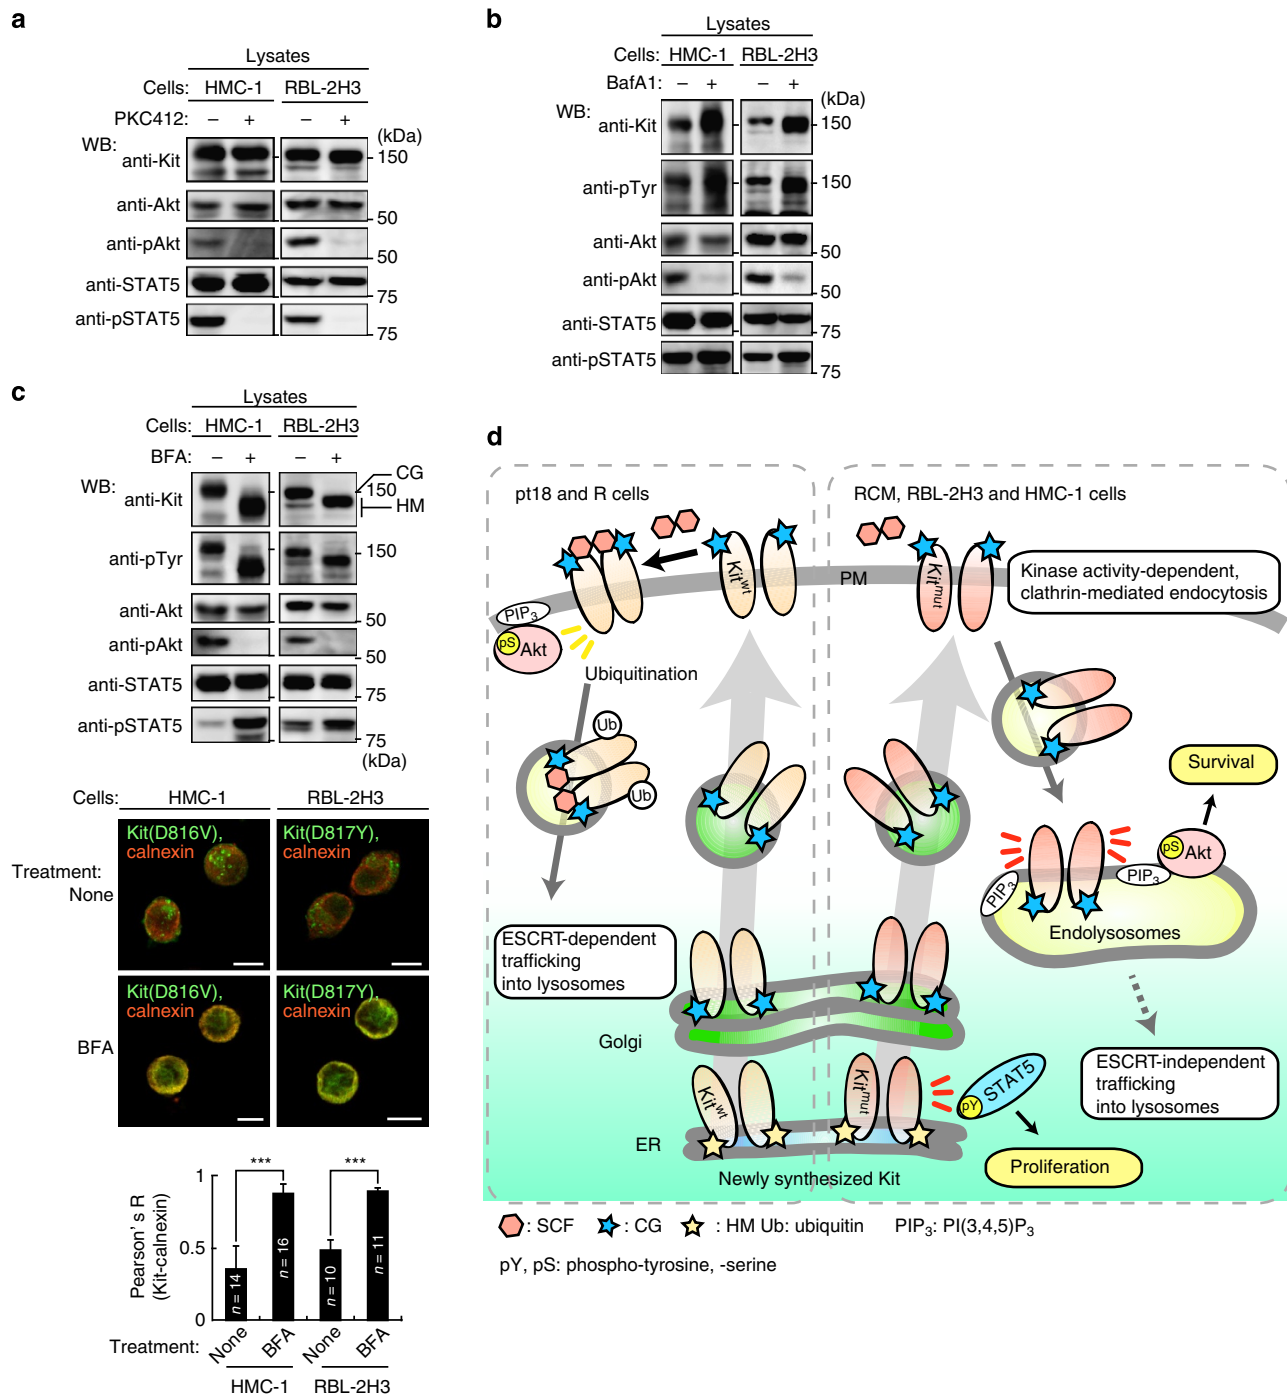 a
Lysates
Cells: HMC-1 RBL-2H3
PKC412: – + – +
(kDa)
WB: anti-Kit 150
anti-Akt 50
anti-pAkt 50
anti-STAT5 75
anti-pSTAT5 75
b
Lysates
Cells: HMC-1 RBL-2H3
BafA1: – + – +
(kDa)
WB: anti-Kit 150
anti-pTyr 150
anti-Akt 50
anti-pAkt 50
anti-STAT5
anti-pSTAT5 75
c
Lysates
Cells: HMC-1 RBL-2H3
BFA: – + – +
CG
WB: anti-Kit 150
HM
anti-pTyr 150
anti-Akt 50
anti-pAkt 50
anti-STAT5 75
anti-pSTAT5 75
(kDa)
Cells: HMC-1 RBL-2H3
Treatment: None
Kit(D816V), calnexin
Kit(D817Y), calnexin
BFA
Kit(D816V), calnexin
Kit(D817Y), calnexin
Pearson's R
(Kit-calnexin)
1
0.5
0
*** ***
n = 14
n = 16
n = 10
n = 11
Treatment: None BFA None BFA
HMC-1 RBL-2H3
d
pt18 and R cells
RCM, RBL-2H3 and HMC-1 cells
Kit^wt
PM
Kit^mut
Kinase activity-dependent,
clathrin-mediated endocytosis
PIP₃
pS Akt
Ubiquitination
Ub
Ub
Survival
pS Akt
PIP₃
PIP₃
Endolysosomes
ESCRT-dependent
trafficking
into lysosomes
Golgi
ESCRT-independent
trafficking
into lysosomes
Kit^wt
Kit^mut
pY STAT5
ER
Newly synthesized Kit
Proliferation
: SCF : CG : HM Ub: ubiquitin PIP₃: PI(3,4,5)P₃
pY, pS: phospho-tyrosine, -serine